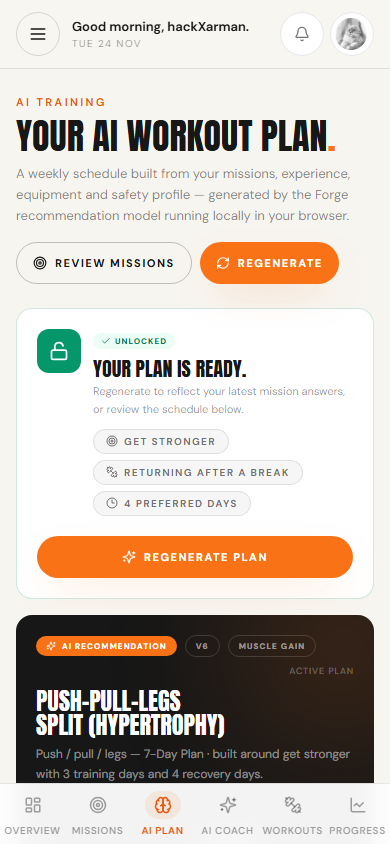 Good morning, hackXarman.
TUE 24 NOV
AI TRAINING
YOUR AI WORKOUT PLAN.
A weekly schedule built from your missions, experience,
equipment and safety profile — generated by the Forge
recommendation model running locally in your browser.
REVIEW MISSIONS
REGENERATE
UNLOCKED
YOUR PLAN IS READY.
Regenerate to reflect your latest mission answers,
or review the schedule below.
GET STRONGER
RETURNING AFTER A BREAK
4 PREFERRED DAYS
REGENERATE PLAN
AI RECOMMENDATION
V6
MUSCLE GAIN
ACTIVE PLAN
PUSH-PULL-LEGS
SPLIT (HYPERTROPHY)
Push / pull / legs — 7-Day Plan · built around get stronger
with 3 training days and 4 recovery days.
OVERVIEW
MISSIONS
AI PLAN
AI COACH
WORKOUTS
PROGRESS